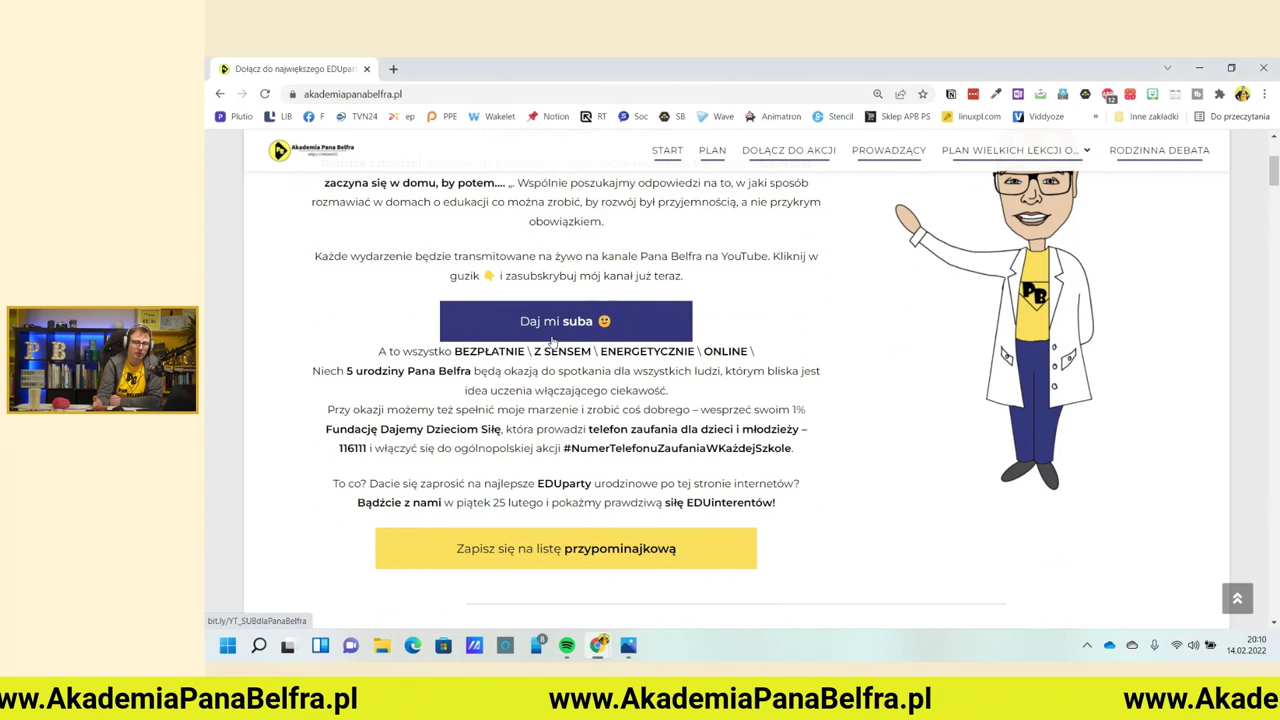 Dołącz do największego EDUpart
akademiapanabelfra.pl
12
Plutio
LIB
F
TVN24
ep
PPE
Wakelet
Notion
RT
Soc
SB
Wave
Animatron
Stencil
Sklep APB PS
linuxpl.com
Viddyoze
»
Inne zakładki
Do przeczytania
Akademia Pana Belfra
START
PLAN
DOŁĄCZ DO AKCJI
PROWADZĄCY
PLAN WIELKICH LEKCJI O...
RODZINNA DEBATA
zaczyna się w domu, by potem.... „. Wspólnie poszukajmy odpowiedzi na to, w jaki sposób
rozmawiać w domach o edukacji co można zrobić, by rozwój był przyjemnością, a nie przykrym
obowiązkiem.
Każde wydarzenie będzie transmitowane na żywo na kanale Pana Belfra na YouTube. Kliknij w
guzik 👇 i zasubskrybuj mój kanał już teraz.
Daj mi suba 🙂
A to wszystko BEZPŁATNIE \ Z SENSEM \ ENERGETYCZNIE \ ONLINE \
Niech 5 urodziny Pana Belfra będą okazją do spotkania dla wszystkich ludzi, którym bliska jest
idea uczenia włączającego ciekawość.
Przy okazji możemy też spełnić moje marzenie i zrobić coś dobrego – wesprzeć swoim 1%
Fundację Dajemy Dzieciom Siłę, która prowadzi telefon zaufania dla dzieci i młodzieży –
116111 i włączyć się do ogólnopolskiej akcji #NumerTelefonuZaufaniaWKażdejSzkole.
To co? Dacie się zaprosić na najlepsze EDUparty urodzinowe po tej stronie internetu?
Bądźcie z nami w piątek 25 lutego i pokażmy prawdziwą siłę EDUinterentów!
Zapisz się na listę przypominajkową
PB
P B
bit.ly/YT_SUBdlaPanaBelfra
20:10
14.02.2022
ww.AkademiaPanaBelfra.pl
www.AkademiaPanaBelfra.pl
www.Akade